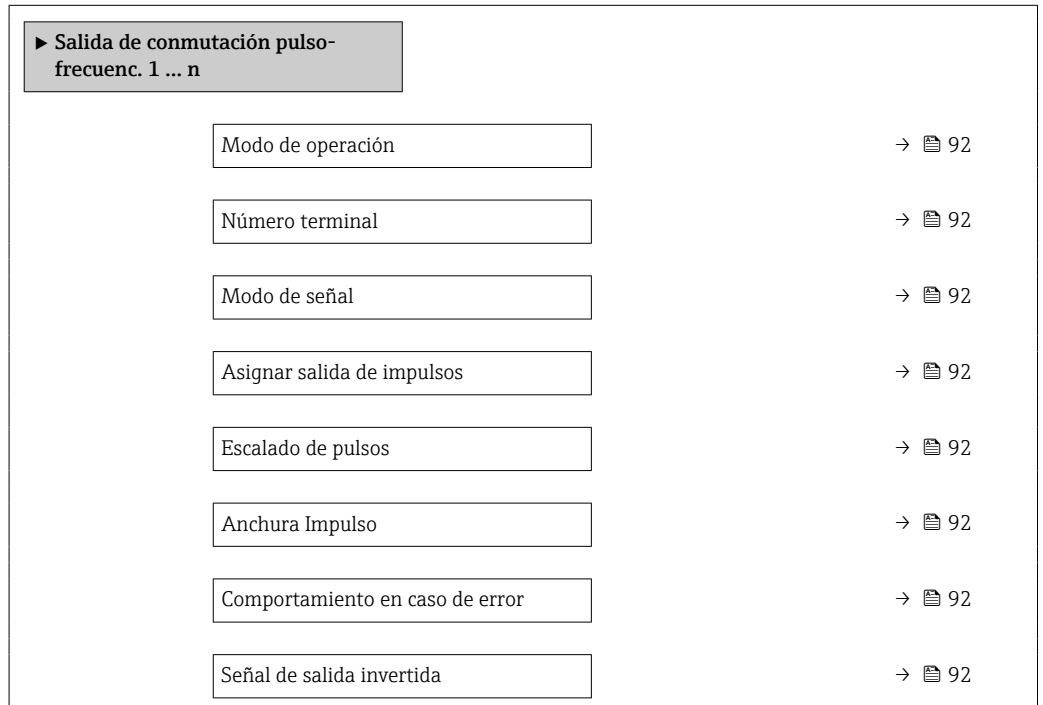 ▶ Salida de conmutación pulso-
frecuenc. 1 ... n
Modo de operación → 92
Número terminal → 92
Modo de señal → 92
Asignar salida de impulsos → 92
Escalado de pulsos → 92
Anchura Impulso → 92
Comportamiento en caso de error → 92
Señal de salida invertida → 92